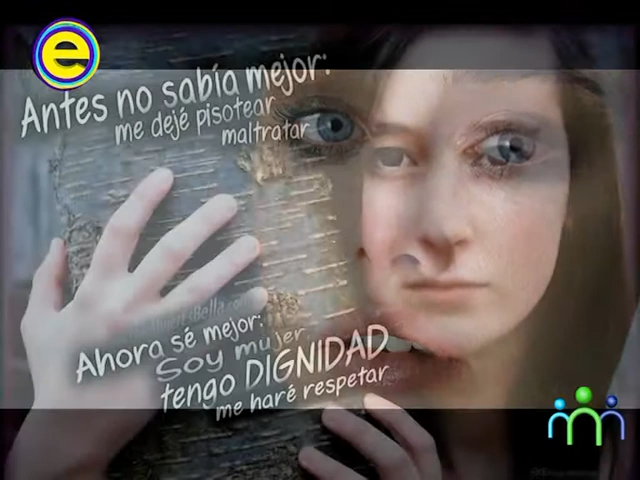 e
Antes no sabía mejor:
me dejé pisotear
maltratar
Ahora sé mejor:
Soy mujer
tengo DIGNIDAD
me haré respetar